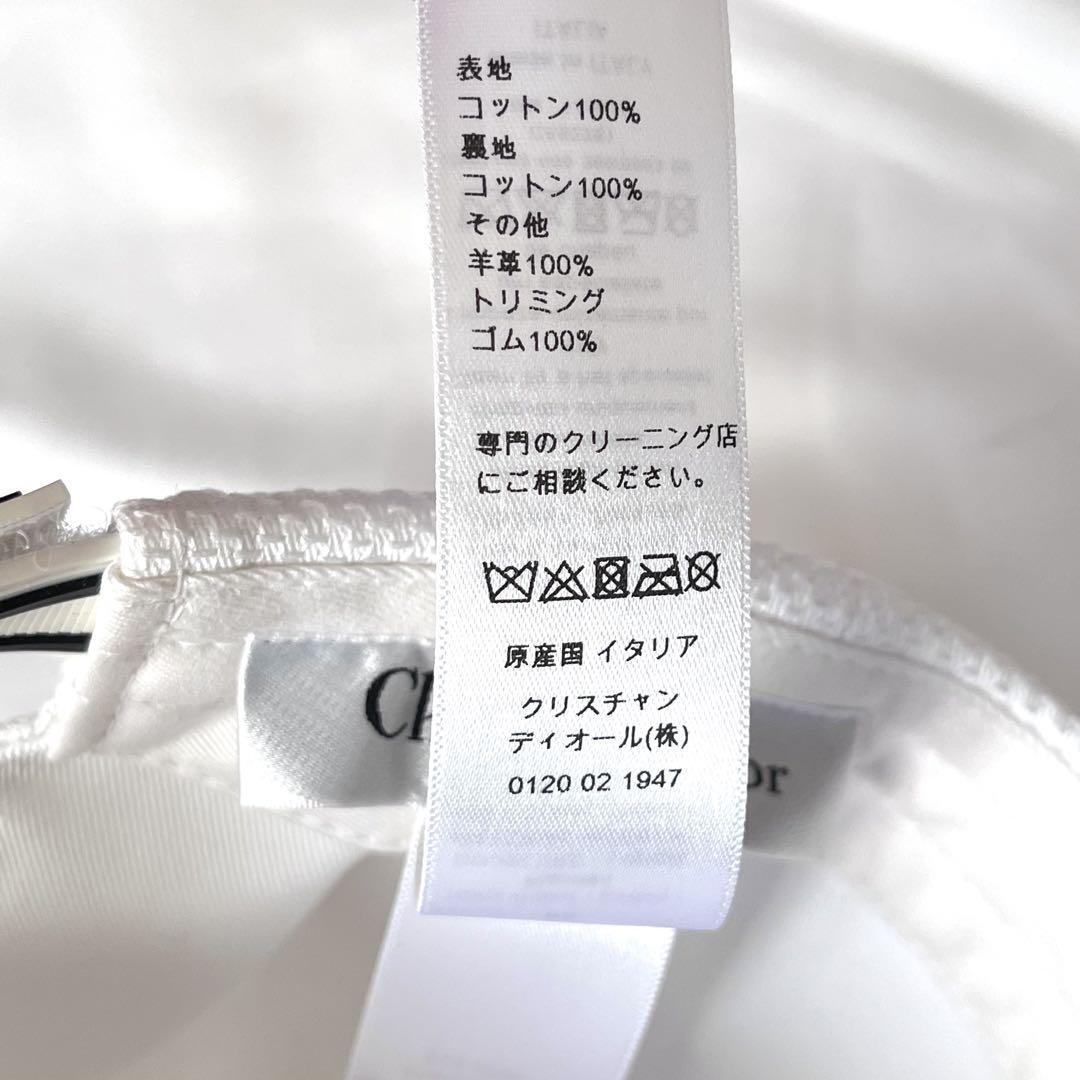 表地
コットン100%
裏地
コットン100%
その他
羊革100%
トリミング
ゴム100%
専門のクリーニング店
にご相談ください。
原産国 イタリア
クリスチャン
ディオール(株)
0120 02 1947